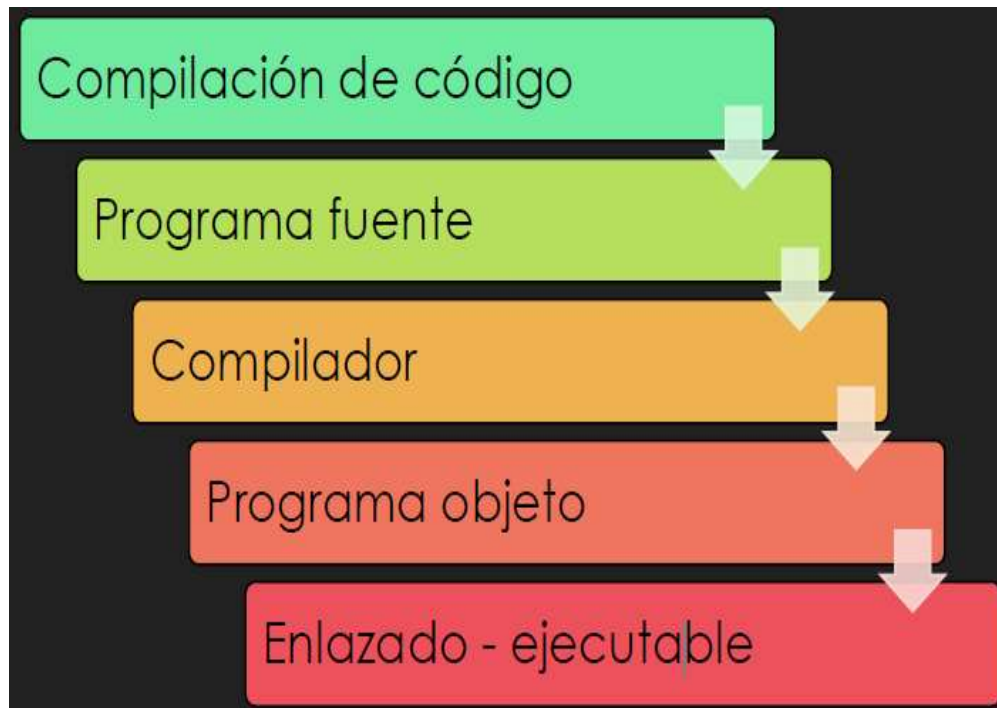 Compilación de código
Programa fuente
Compilador
Programa objeto
Enlazado - ejecutable